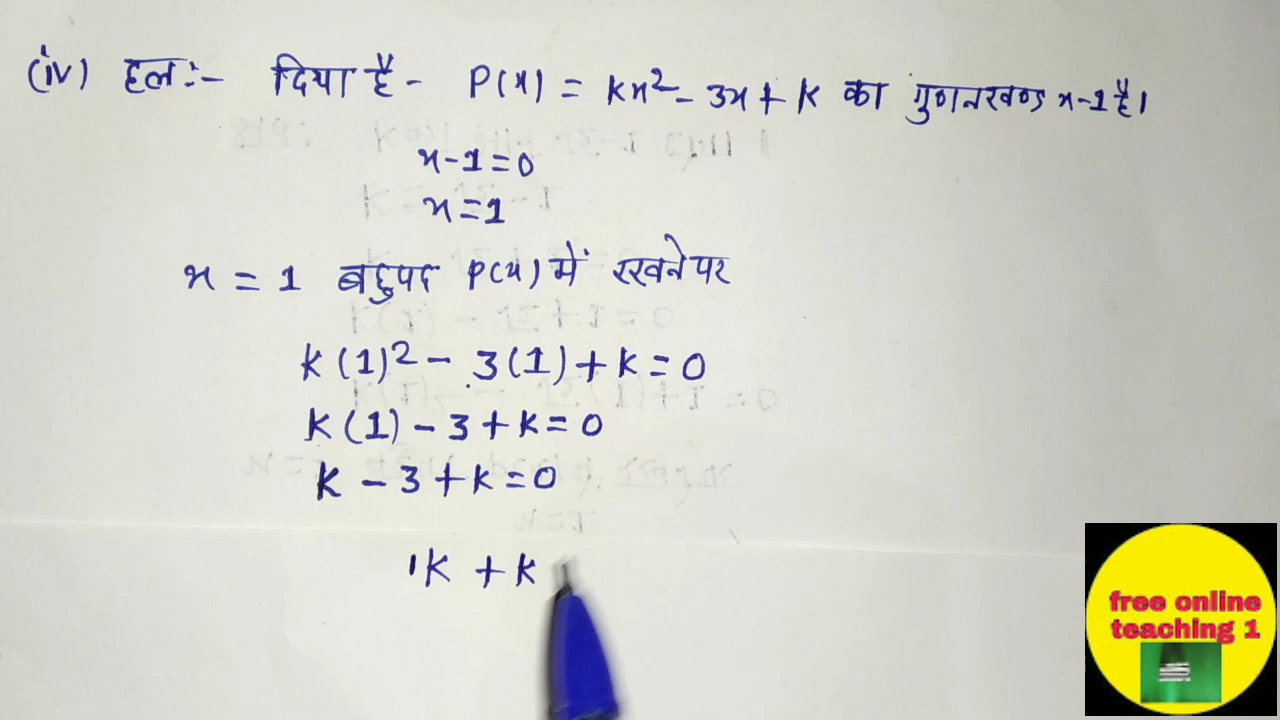 (iv) हल:- दिया है - P(x) = kx² - 3x + k का गुणनखण्ड x-1 है।
x-1=0
x=1
x = 1 बहुपद P(x) में रखने पर
k(1)² - 3(1) + k = 0
k(1) - 3 + k = 0
k - 3 + k = 0
1k + k
free online
teaching 1